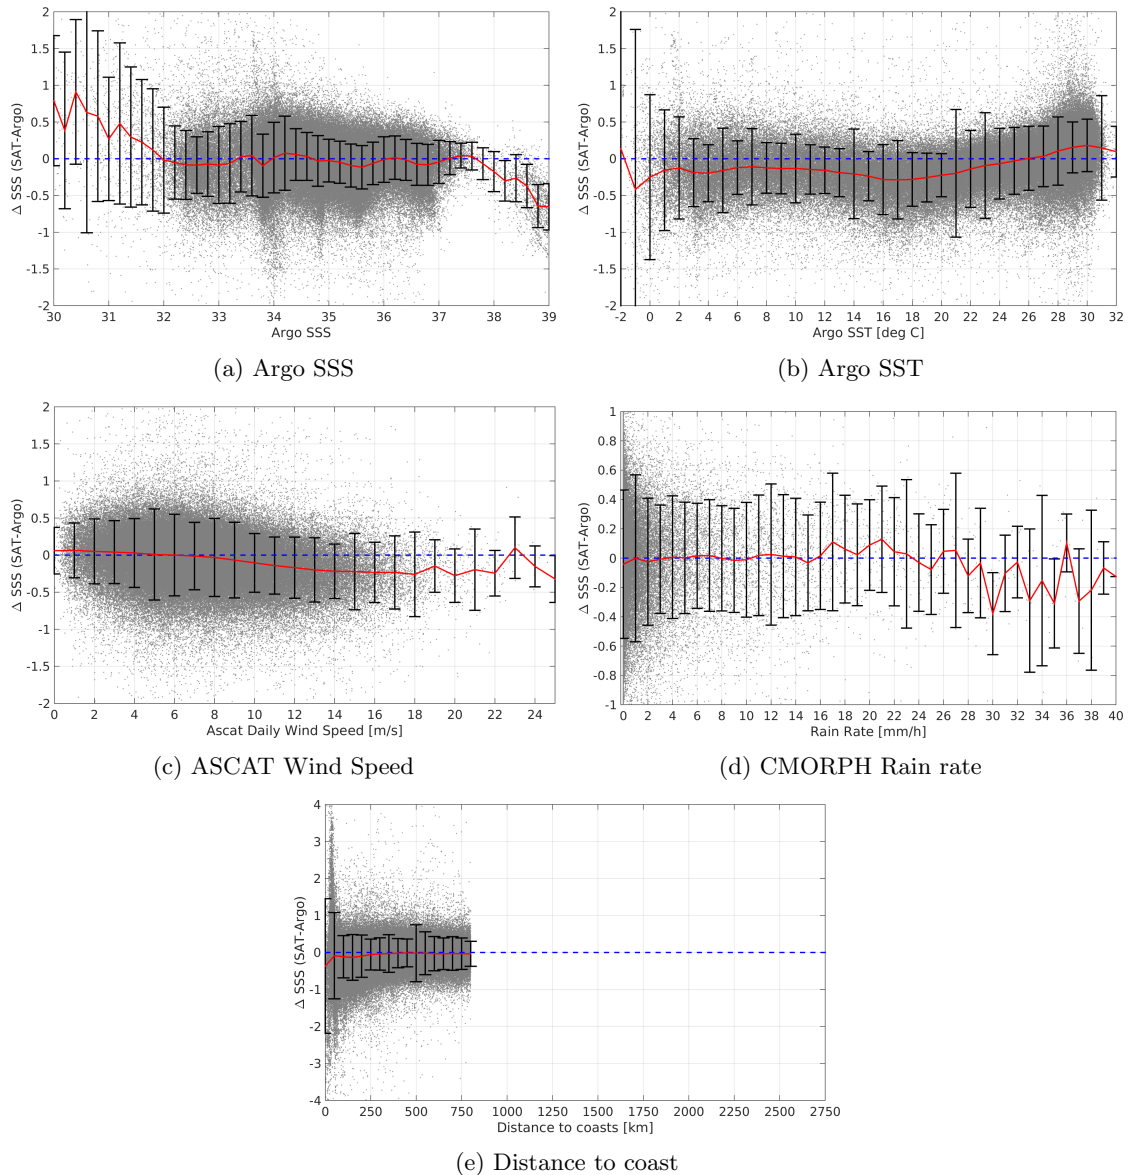 2
1.5
1
0.5
0
-0.5
-1
-1.5
-2
Δ SSS (SAT-Argo)
30 31 32 33 34 35 36 37 38 39
Argo SSS
(a) Argo SSS
2
1.5
1
0.5
0
-0.5
-1
-1.5
-2
Δ SSS (SAT-Argo)
-2 0 2 4 6 8 10 12 14 16 18 20 22 24 26 28 30 32
Argo SST [deg C]
(b) Argo SST
2
1.5
1
0.5
0
-0.5
-1
-1.5
-2
Δ SSS (SAT-Argo)
0 2 4 6 8 10 12 14 16 18 20 22 24
Ascat Daily Wind Speed [m/s]
(c) ASCAT Wind Speed
1
0.8
0.6
0.4
0.2
0
-0.2
-0.4
-0.6
-0.8
-1
Δ SSS (SAT-Argo)
0 2 4 6 8 10 12 14 16 18 20 22 24 26 28 30 32 34 36 38 40
Rain Rate [mm/h]
(d) CMORPH Rain rate
4
3
2
1
0
-1
-2
-3
-4
Δ SSS (SAT-Argo)
0 250 500 750 1000 1250 1500 1750 2000 2250 2500 2750
Distance to coasts [km]
(e) Distance to coast